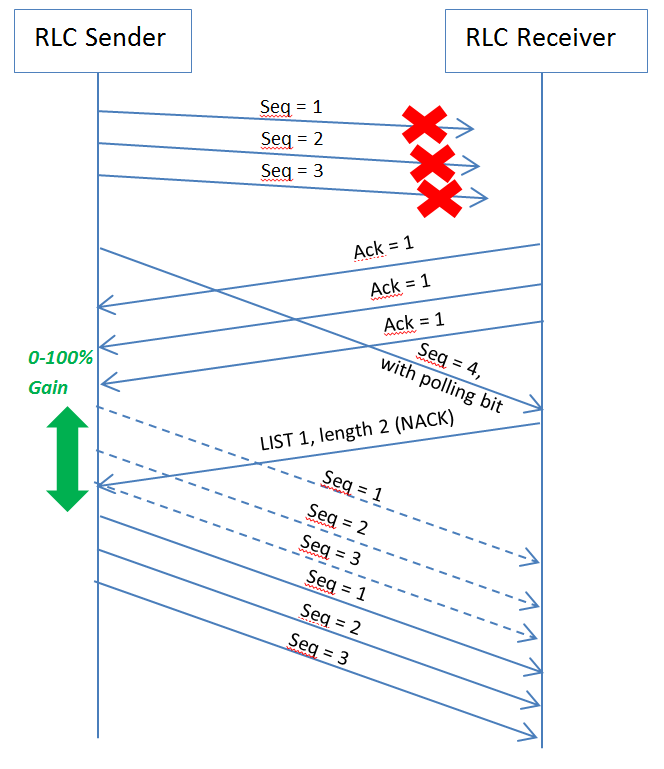 RLC Sender
RLC Receiver
Seq = 1
Seq = 2
Seq = 3
Ack = 1
Ack = 1
Ack = 1
Seq = 4,
with polling bit
0-100%
Gain
LIST 1, length 2 (NACK)
Seq = 1
Seq = 2
Seq = 3
Seq = 1
Seq = 2
Seq = 3